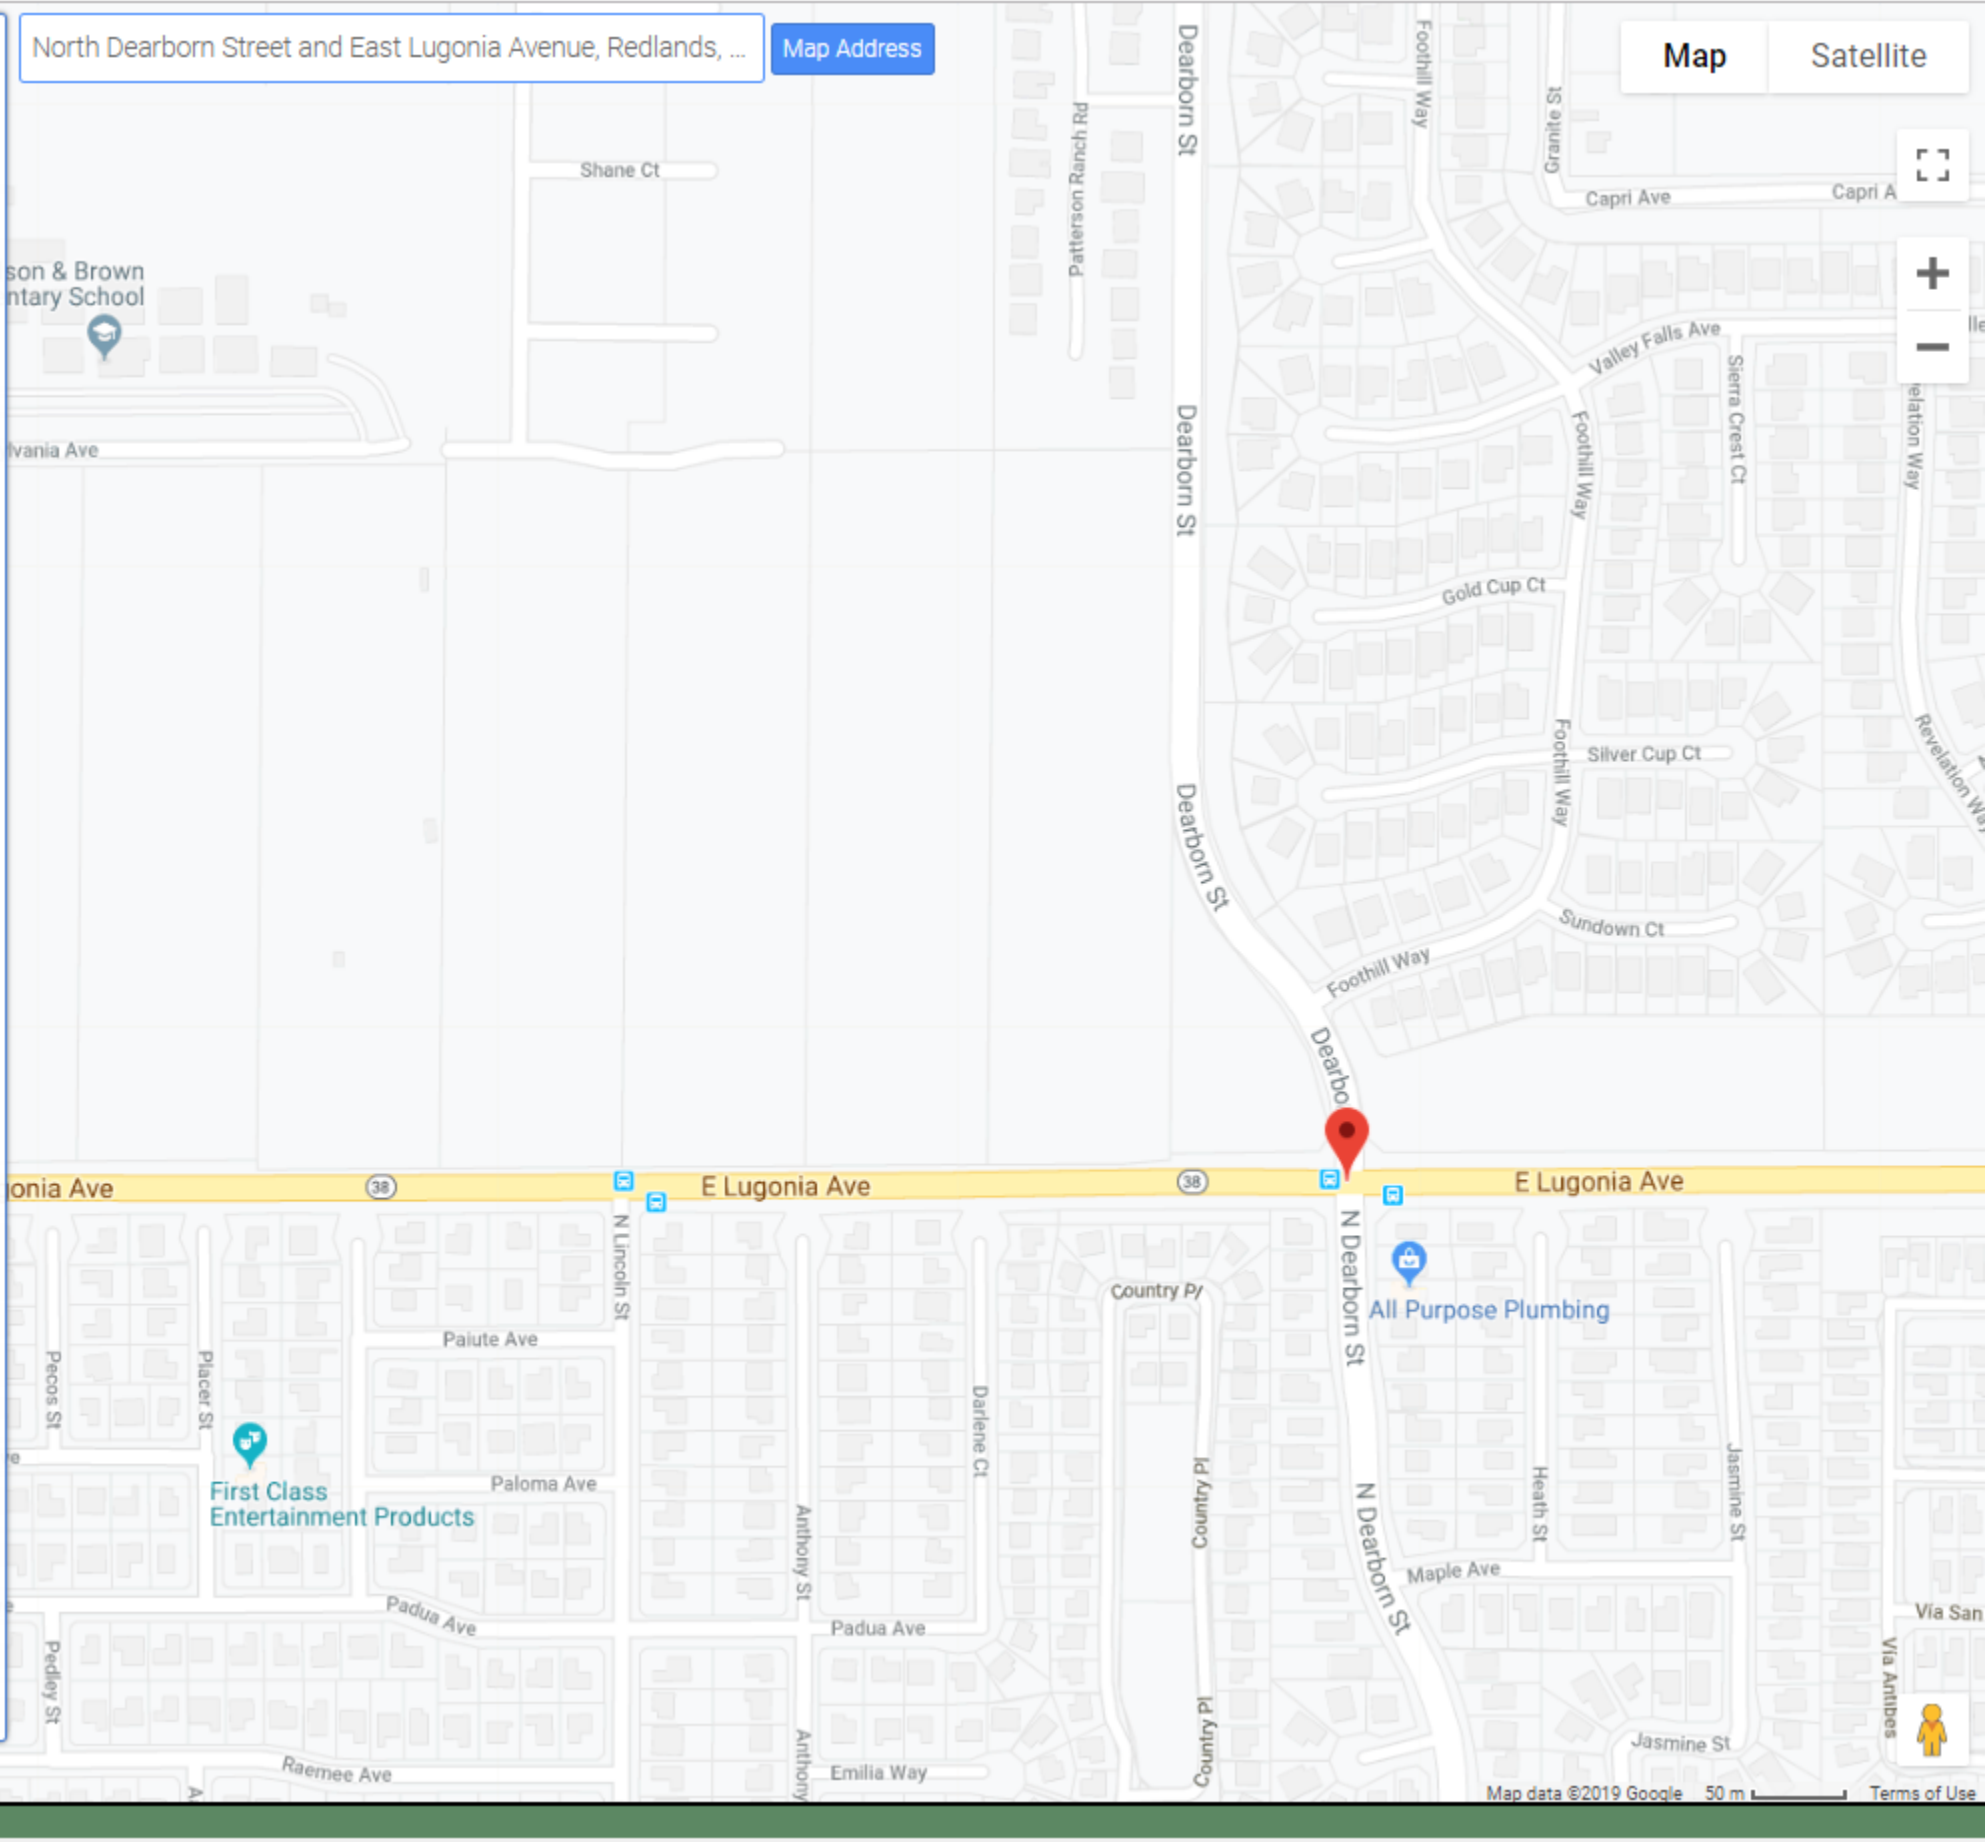 North Dearborn Street and East Lugonia Avenue, Redlands, ...
Map Address
Map
Satellite
Dearborn St
Foothill Way
Granite St
Patterson Ranch Rd
Shane Ct
Capri Ave
Capri A
son & Brown
ntary School
Valley Falls Ave
lle
Sierra Crest Ct
elation Way
Dearborn St
Foothill Way
lvania Ave
Gold Cup Ct
Foothill Way
Silver Cup Ct
Revelation Way
Dearborn St
Sundown Ct
Foothill Way
Dearbo
onia Ave
38
E Lugonia Ave
38
E Lugonia Ave
N Lincoln St
N Dearborn St
Country Pl
All Purpose Plumbing
Paiute Ave
Pecos St
Placer St
Darlene Ct
Paloma Ave
First Class
Entertainment Products
Anthony St
Country Pl
N Dearborn St
Heath St
Jasmine St
Maple Ave
Padua Ave
Padua Ave
Via San
Via Antibes
Pedley St
Country Pl
Anthony
Jasmine St
Raemee Ave
Emilia Way
A
Map data ©2019 Google
50 m
Terms of Use